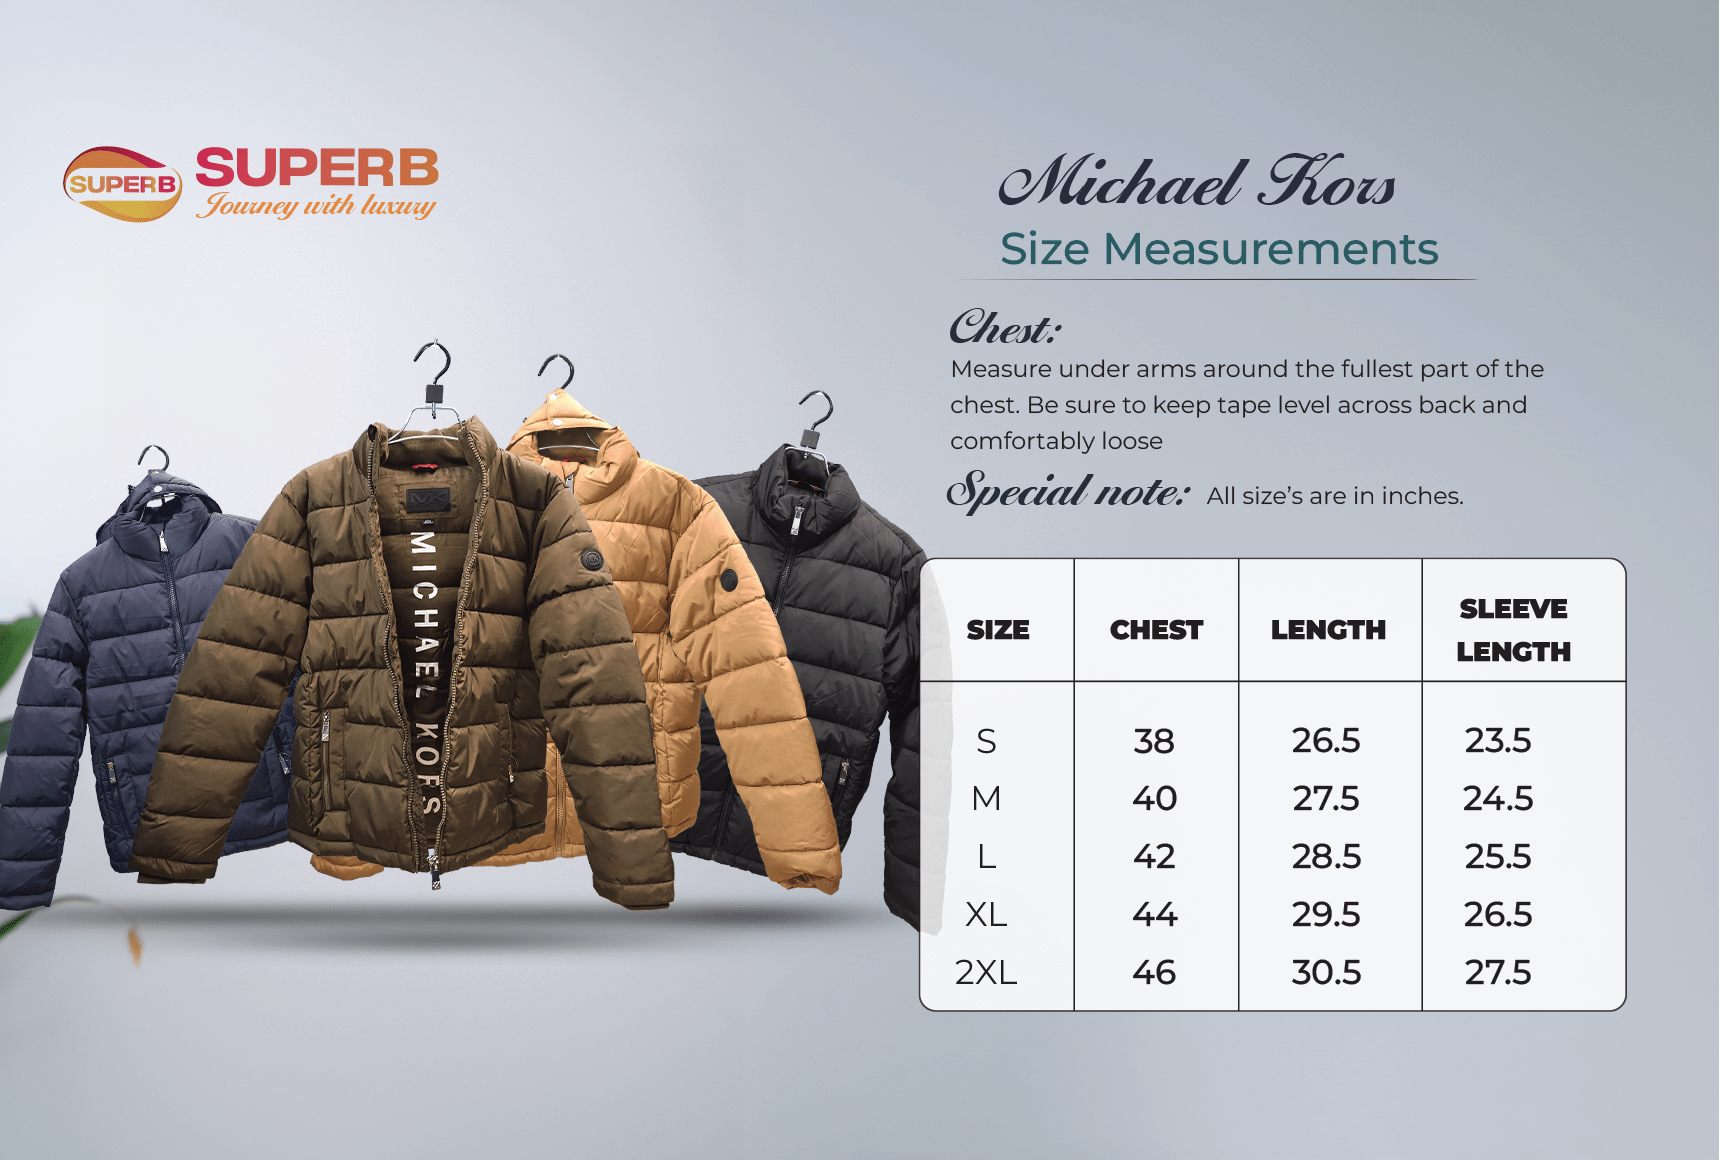 SUPERB
SUPERB
Journey with luxury
Michael Kors
Size Measurements
Chest:
Measure under arms around the fullest part of the
chest. Be sure to keep tape level across back and
comfortably loose
Special note: All size’s are in inches.
MK
MICHAEL KORS
SIZE CHEST LENGTH SLEEVE LENGTH
S 38 26.5 23.5
M 40 27.5 24.5
L 42 28.5 25.5
XL 44 29.5 26.5
2XL 46 30.5 27.5